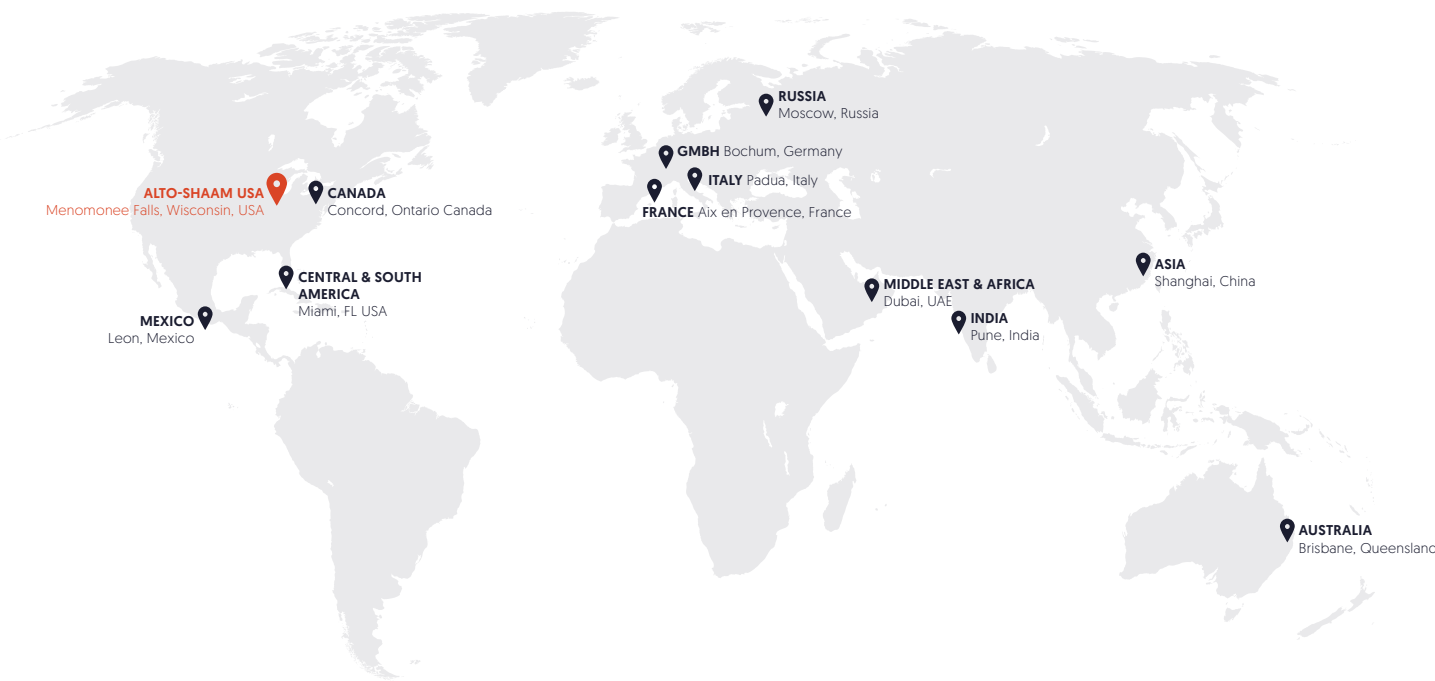 RUSSIA
Moscow, Russia
GMBH Bochum, Germany
ITALY Padua, Italy
FRANCE Aix en Provence, France
ALTO-SHAAM USA
Menomonee Falls, Wisconsin, USA
CANADA
Concord, Ontario Canada
CENTRAL & SOUTH
AMERICA
Miami, FL USA
MEXICO
Leon, Mexico
MIDDLE EAST & AFRICA
Dubai, UAE
INDIA
Pune, India
ASIA
Shanghai, China
AUSTRALIA
Brisbane, Queensland